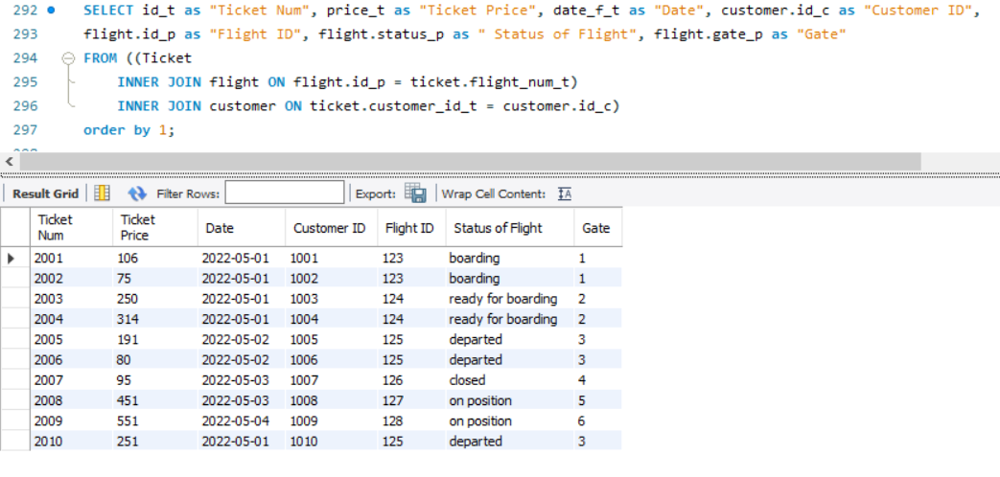 292 SELECT id_t as "Ticket Num", price_t as "Ticket Price", date_f_t as "Date", customer.id_c as "Customer ID",
293 flight.id_p as "Flight ID", flight.status_p as " Status of Flight", flight.gate_p as "Gate"
294 FROM ((Ticket
295 INNER JOIN flight ON flight.id_p = ticket.flight_num_t)
296 INNER JOIN customer ON ticket.customer_id_t = customer.id_c)
297 order by 1;
Result Grid Filter Rows: Export: Wrap Cell Content: IA
Ticket Num Ticket Price Date Customer ID Flight ID Status of Flight Gate
2001 106 2022-05-01 1001 123 boarding 1
2002 75 2022-05-01 1002 123 boarding 1
2003 250 2022-05-01 1003 124 ready for boarding 2
2004 314 2022-05-01 1004 124 ready for boarding 2
2005 191 2022-05-02 1005 125 departed 3
2006 80 2022-05-02 1006 125 departed 3
2007 95 2022-05-03 1007 126 closed 4
2008 451 2022-05-03 1008 127 on position 5
2009 551 2022-05-04 1009 128 on position 6
2010 251 2022-05-01 1010 125 departed 3